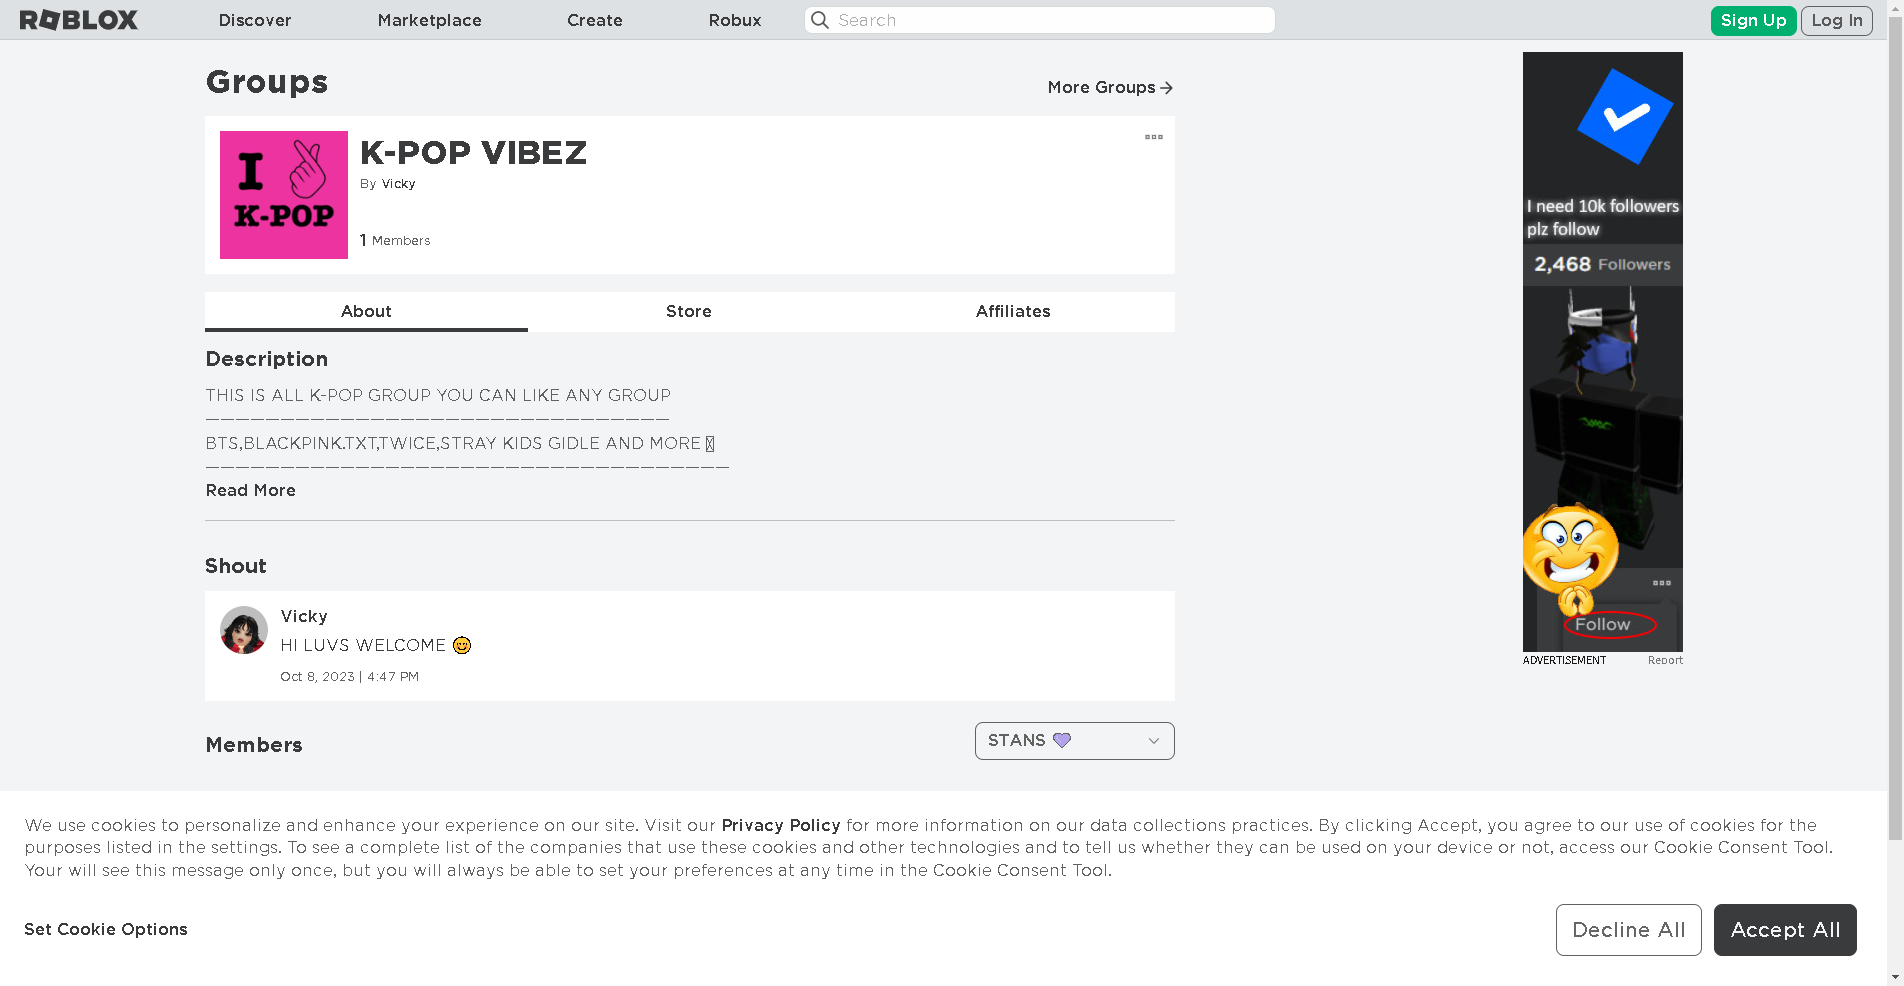 ROBLOX
Discover
Marketplace
Create
Robux
Search
Sign Up
Log In
Groups
More Groups
I
K-POP
K-POP VIBEZ
By Vicky
1 Members
About
Store
Affiliates
Description
THIS IS ALL K-POP GROUP YOU CAN LIKE ANY GROUP
———————————————————————————————
BTS,BLACKPINK.TXT,TWICE,STRAY KIDS GIDLE AND MORE
———————————————————————————————————
Read More
Shout
Vicky
HI LUVS WELCOME 😊
Oct 8, 2023 | 4:47 PM
Members
STANS 💜
I need 10k followers
plz follow
2,468 Followers
Follow
ADVERTISEMENT
Report
We use cookies to personalize and enhance your experience on our site. Visit our Privacy Policy for more information on our data collections practices. By clicking Accept, you agree to our use of cookies for the
purposes listed in the settings. To see a complete list of the companies that use these cookies and other technologies and to tell us whether they can be used on your device or not, access our Cookie Consent Tool.
Your will see this message only once, but you will always be able to set your preferences at any time in the Cookie Consent Tool.
Set Cookie Options
Decline All
Accept All